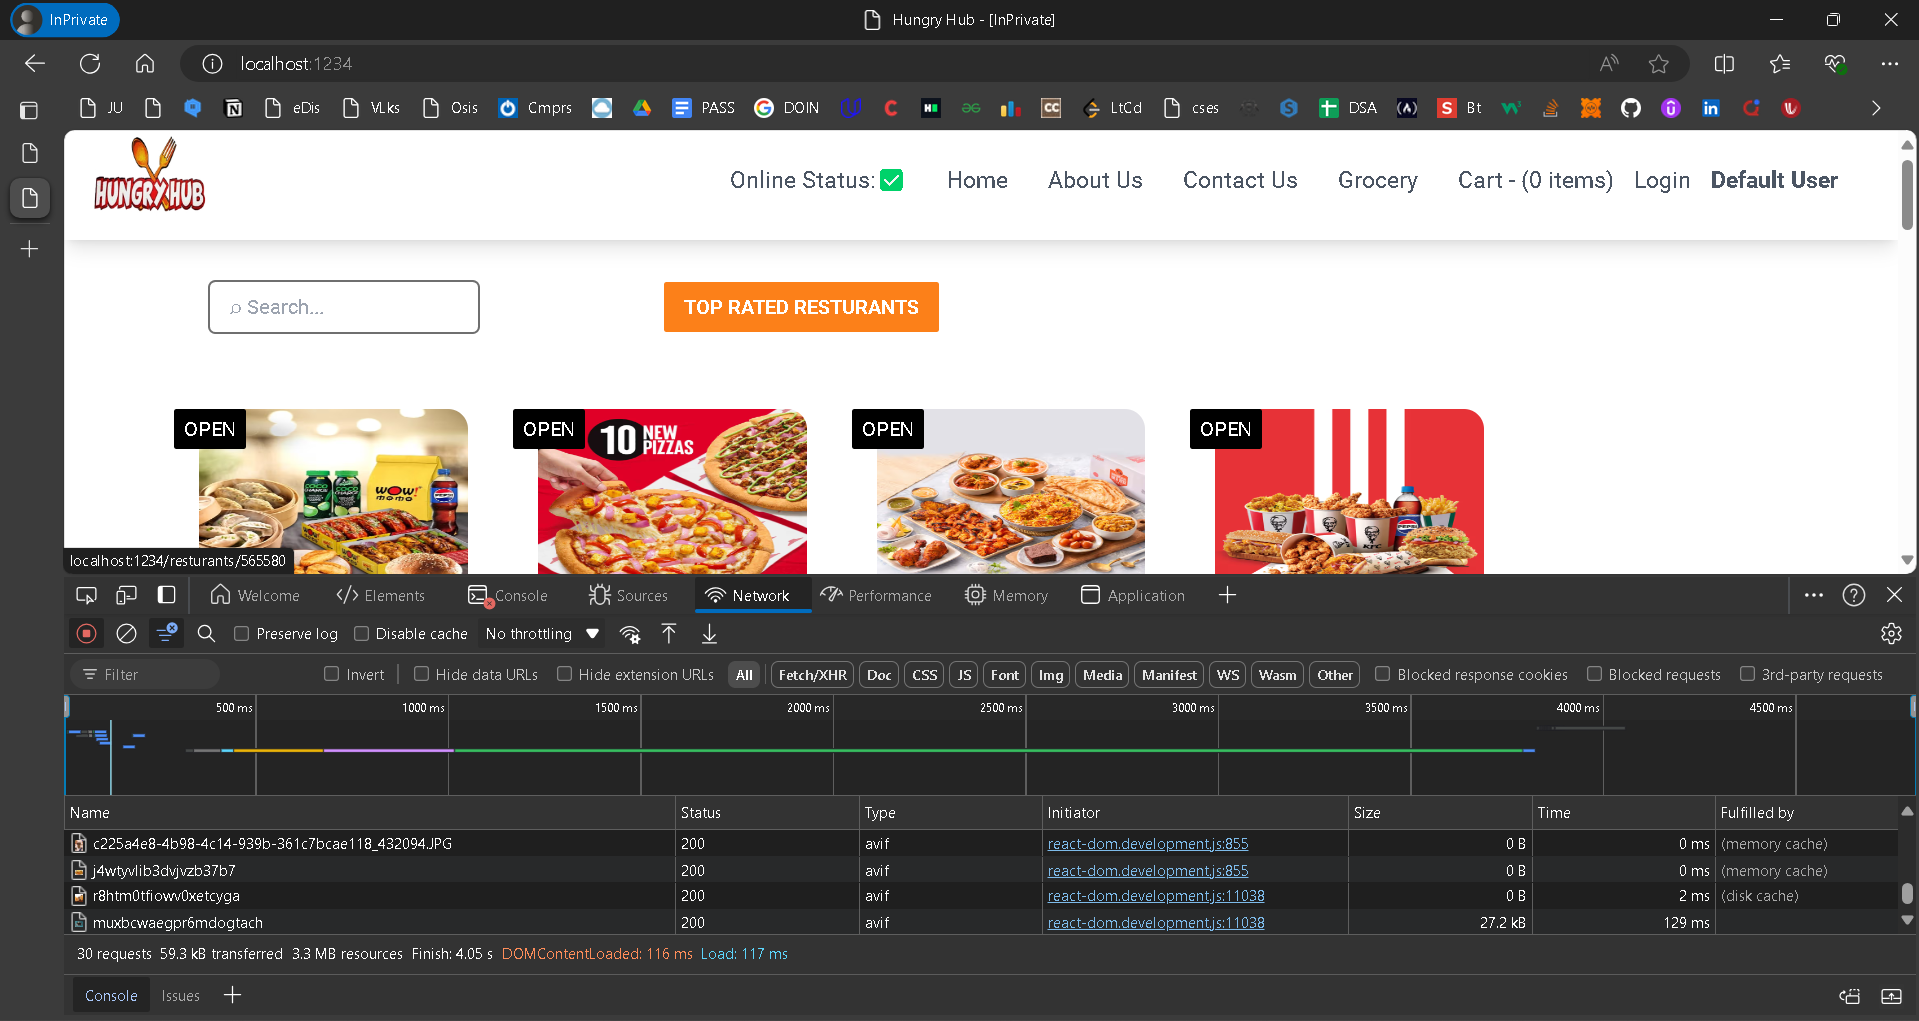 InPrivate
Hungry Hub - [InPrivate]
localhost:1234
JU eDis VLks Osis Cmprs PASS DOIN LtCd cses DSA Bt
HUNGRY HUB
Online Status: Home About Us Contact Us Grocery Cart - (0 items) Login Default User
Search...
TOP RATED RESTURANTS
OPEN OPEN OPEN OPEN
10 NEW PIZZAS
WOW! MOMO
KFC
localhost:1234/resturants/565580
Welcome Elements Console Sources Network Performance Memory Application
Preserve log Disable cache No throttling
Filter Invert Hide data URLs Hide extension URLs All Fetch/XHR Doc CSS JS Font Img Media Manifest WS Wasm Other Blocked response cookies Blocked requests 3rd-party requests
500 ms 1000 ms 1500 ms 2000 ms 2500 ms 3000 ms 3500 ms 4000 ms 4500 ms
Name Status Type Initiator Size Time Fulfilled by
c225a4e8-4b98-4c14-939b-361c7bcae118_432094.JPG 200 avif react-dom.development.js:855 0 B 0 ms (memory cache)
j4wtyvlib3dvjvzb37b7 200 avif react-dom.development.js:855 0 B 0 ms (memory cache)
r8htm0tfiowv0xetcyga 200 avif react-dom.development.js:11038 0 B 2 ms (disk cache)
muxbcwaegpr6mdogtach 200 avif react-dom.development.js:11038 27.2 kB 129 ms
30 requests 59.3 kB transferred 3.3 MB resources Finish: 4.05 s DOMContentLoaded: 116 ms Load: 117 ms
Console Issues